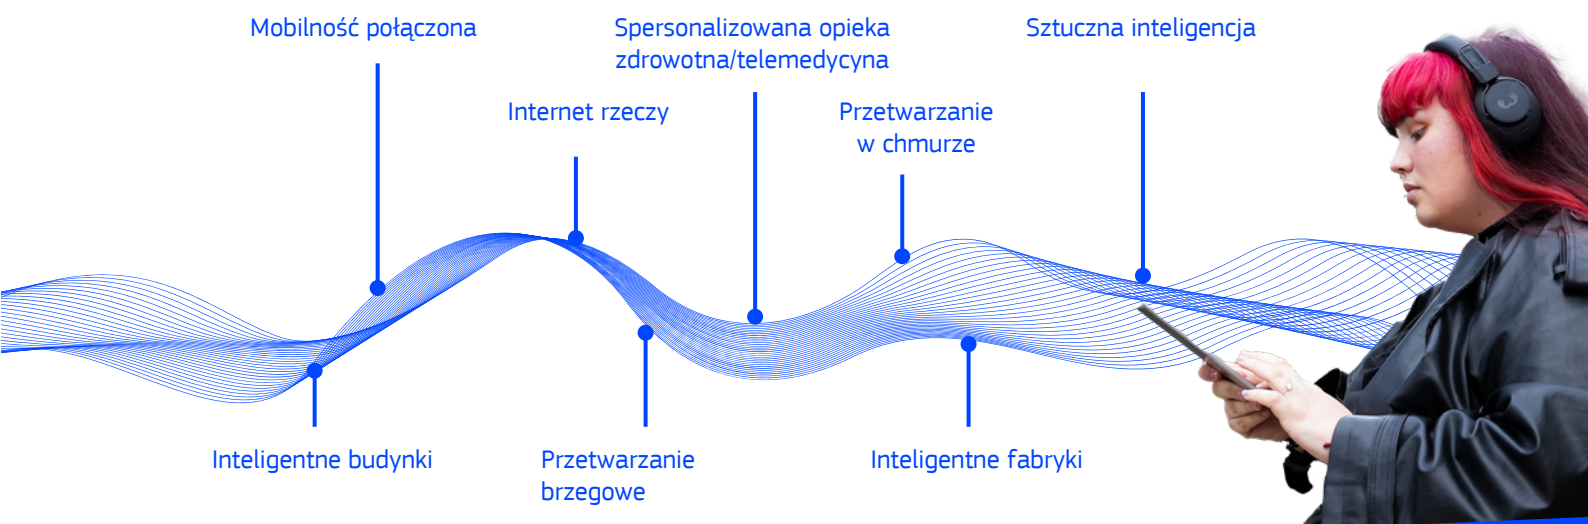 Mobilność połączona
Spersonalizowana opieka
zdrowotna/telemedycyna
Sztuczna inteligencja
Internet rzeczy
Przetwarzanie
w chmurze
Inteligentne budynki
Przetwarzanie
brzegowe
Inteligentne fabryki